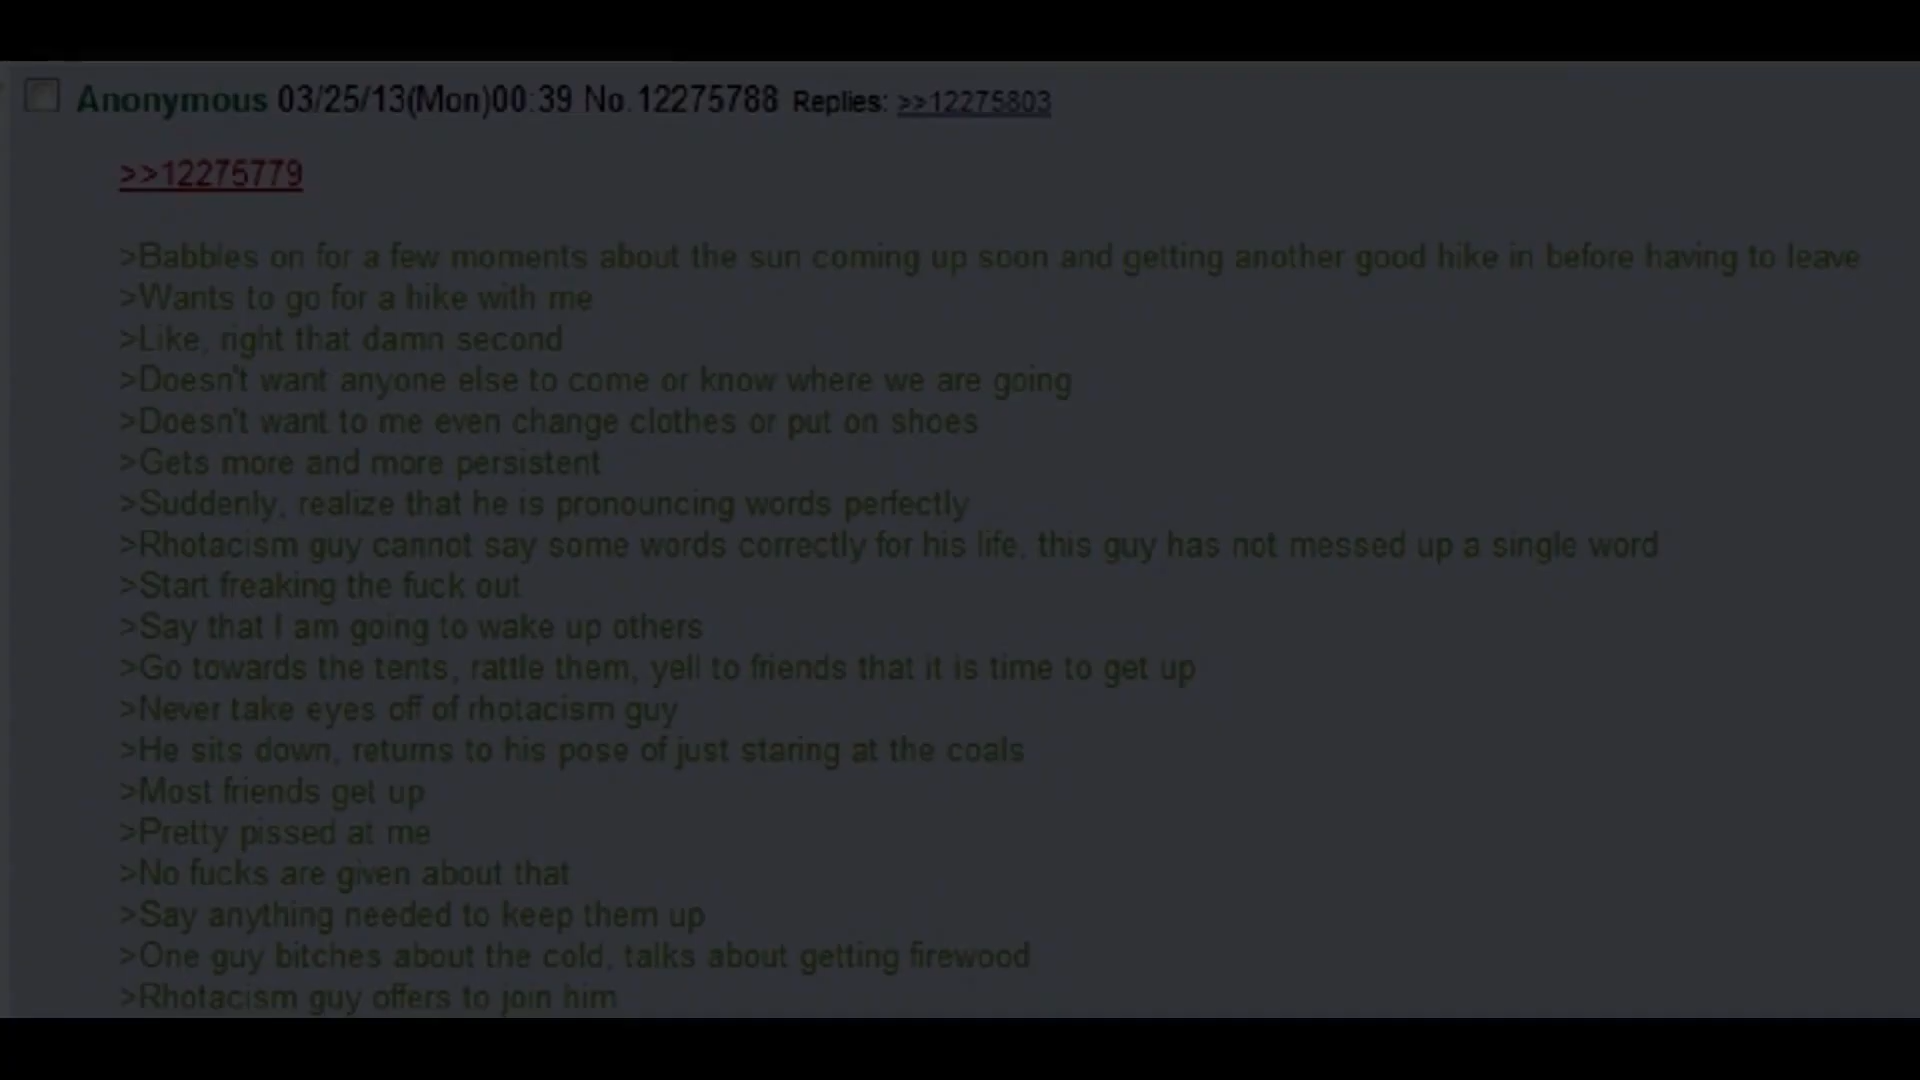 Anonymous 03/25/13(Mon)00:39 No.12275788 Replies: >>12275803
>>12275779
>Babbles on for a few moments about the sun coming up soon and getting another good hike in before having to leave
>Wants to go for a hike with me
>Like, right that damn second
>Doesn't want anyone else to come or know where we are going
>Doesn't want to me even change clothes or put on shoes
>Gets more and more persistent
>Suddenly, realize that he is pronouncing words perfectly
>Rhotacism guy cannot say some words correctly for his life, this guy has not messed up a single word
>Start freaking the fuck out
>Say that I am going to wake up others
>Go towards the tents, rattle them, yell to friends that it is time to get up
>Never take eyes off of rhotacism guy
>He sits down, returns to his pose of just staring at the coals
>Most friends get up
>Pretty pissed at me
>No fucks are given about that
>Say anything needed to keep them up
>One guy bitches about the cold, talks about getting firewood
>Rhotacism guy offers to join him